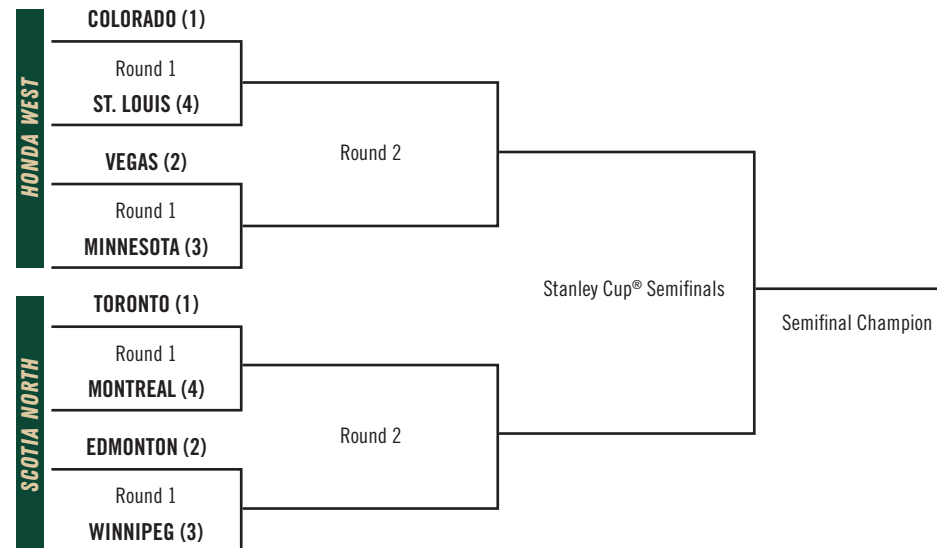 HONDA WEST
COLORADO (1)
Round 1
ST. LOUIS (4)
VEGAS (2)
Round 1
MINNESOTA (3)
Round 2
SCOTIA NORTH
TORONTO (1)
Round 1
MONTREAL (4)
EDMONTON (2)
Round 1
WINNIPEG (3)
Round 2
Stanley Cup® Semifinals
Semifinal Champion